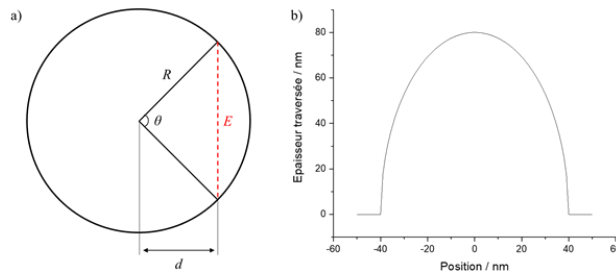 a)
R
θ
E
d
b)
Epaisseur traversée / nm
80
60
40
20
0
-60 -40 -20 0 20 40 60
Position / nm